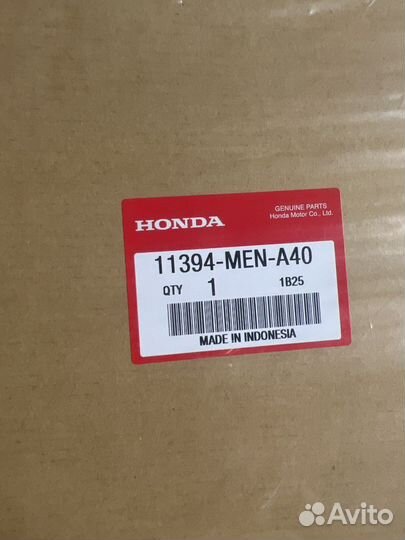 GENUINE PARTS
HONDA Honda Motor Co., Ltd.
11394-MEN-A40
QTY 1 1B25
MADE IN INDONESIA
Avito